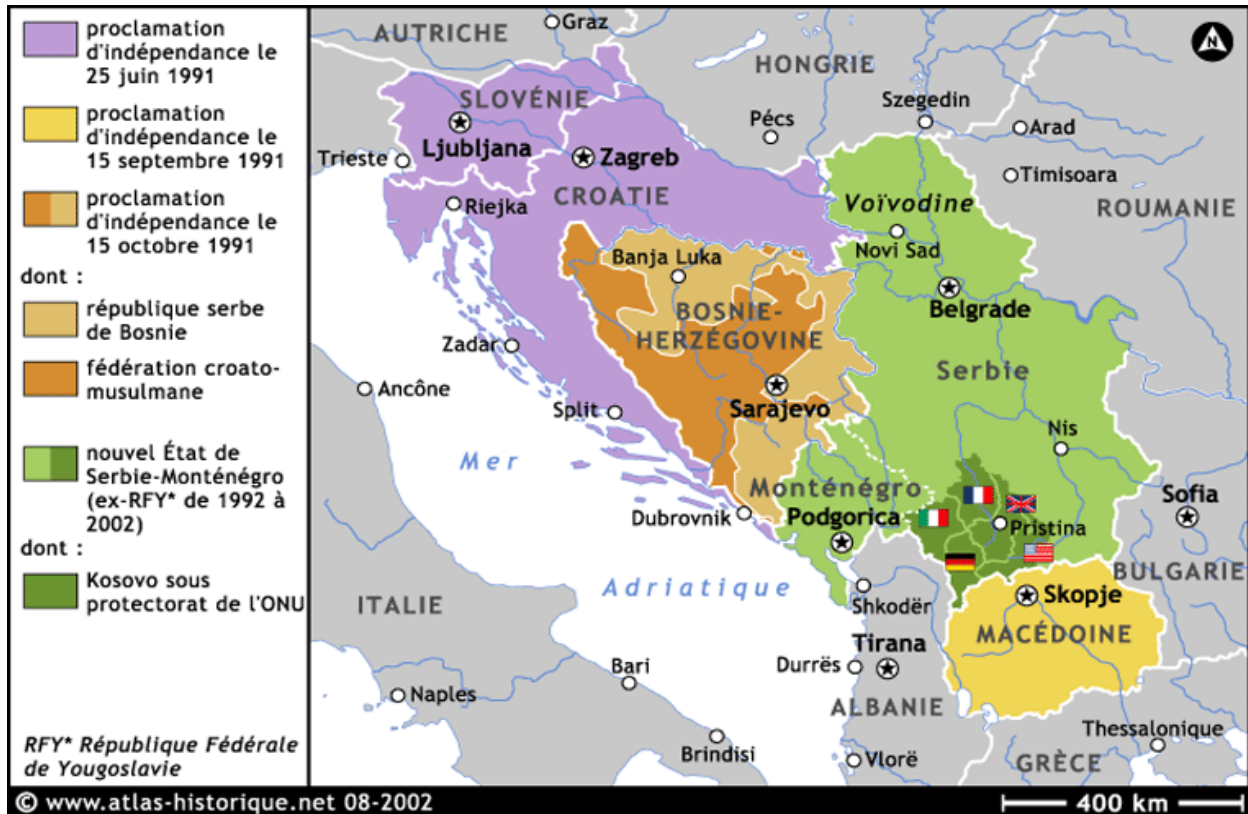 proclamation
d'indépendance le
25 juin 1991
proclamation
d'indépendance le
15 septembre 1991
proclamation
d'indépendance le
15 octobre 1991
dont :
république serbe
de Bosnie
fédération croato-
musulmane
nouvel État de
Serbie-Monténégro
(ex-RFY* de 1992 à
2002)
dont :
Kosovo sous
protectorat de l'ONU
RFY* République Fédérale
de Yougoslavie
© www.atlas-historique.net 08-2002
AUTRICHE
Graz
N
HONGRIE
SLOVÉNIE
Szegedin
Pécs
Arad
Ljubljana
Trieste
Zagreb
Timisoara
CROATIE
Voïvodine
Riejka
ROUMANIE
Novi Sad
Banja Luka
Belgrade
BOSNIE-
HERZÉGOVINE
Zadar
Serbie
Ancône
Sarajevo
Split
Nis
Mer
Monténégro
Sofia
Dubrovnik
Podgorica
Pristina
BULGARIE
Adriatique
Shkodër
Skopje
ITALIE
MACÉDOINE
Tirana
Durrës
Bari
Naples
ALBANIE
Thessalonique
Brindisi
Vlorë
GRÈCE
400 km